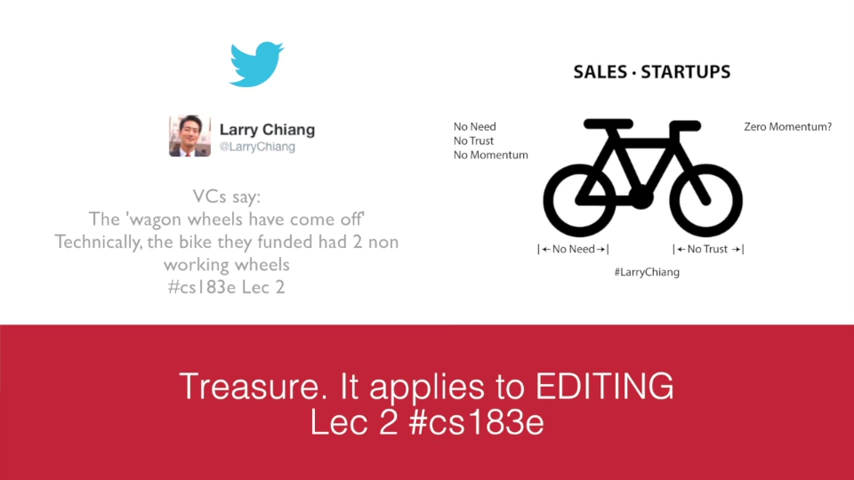 Larry Chiang
@LarryChiang
VCs say:
The 'wagon wheels have come off'
Technically, the bike they funded had 2 non
working wheels
#cs183e Lec 2
SALES · STARTUPS
No Need
No Trust
No Momentum
Zero Momentum?
|← No Need →|
|← No Trust →|
#LarryChiang
Treasure. It applies to EDITING
Lec 2 #cs183e